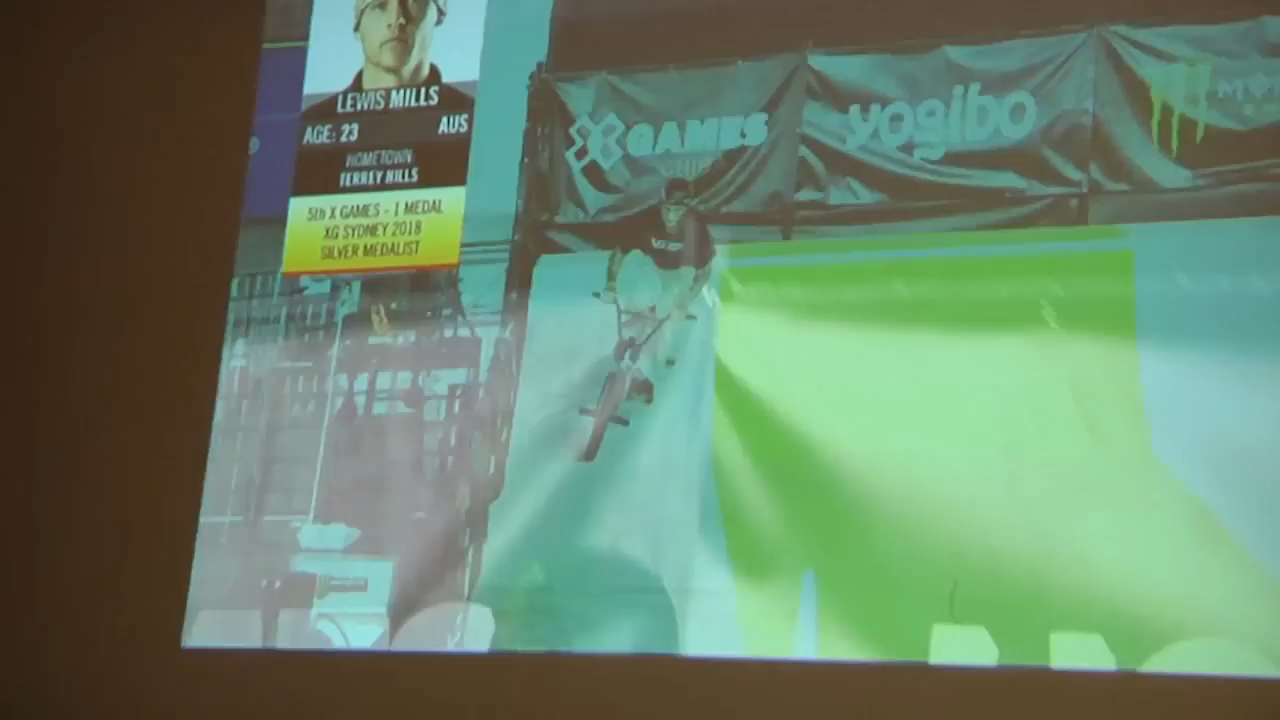 LEWIS MILLS
AGE: 23 AUS
HOMETOWN
TERREY HILLS
5th X GAMES - 1 MEDAL
XG SYDNEY 2018
SILVER MEDALIST
X GAMES
yogibo